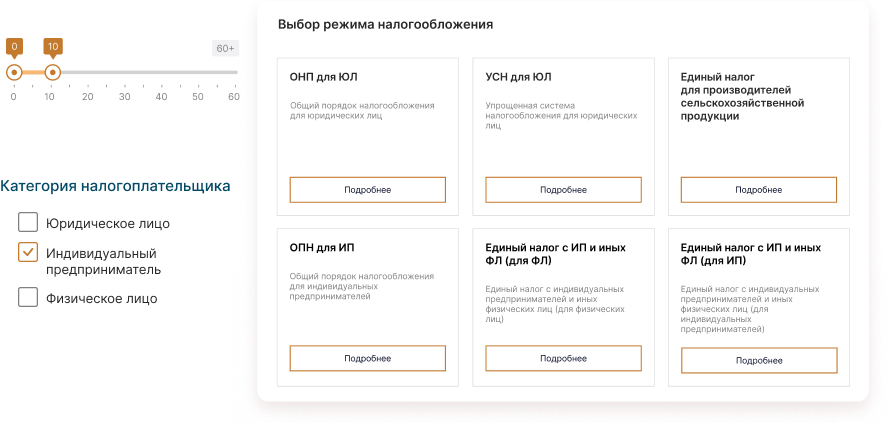 0
10
60+
0
10
20
30
40
50
60
Категория налогоплательщика
Юридическое лицо
Индивидуальный
предприниматель
Физическое лицо
Выбор режима налогообложения
ОНП для ЮЛ
Общий порядок налогообложения
для юридических лиц
Подробнее
УСН для ЮЛ
Упрощенная система
налогообложения для юридических
лиц
Подробнее
Единый налог
для производителей
сельскохозяйственной
продукции
Подробнее
ОПН для ИП
Общий порядок налогообложения
для индивидуальных
предпринимателей
Подробнее
Единый налог с ИП и иных
ФЛ (для ФЛ)
Единый налог с индивидуальных
предпринимателей и иных
физических лиц (для физических
лиц)
Подробнее
Единый налог с ИП и иных
ФЛ (для ИП)
Единый налог с индивидуальных
предпринимателей и иных
физических лиц (для
индивидуальных
предпринимателей)
Подробнее